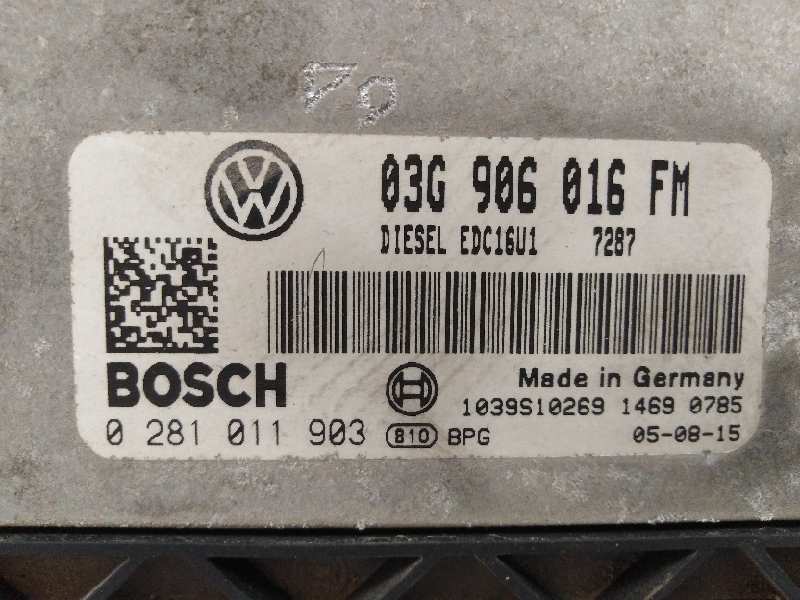 03G 906 016 FM
DIESEL EDC16U1 7287
BOSCH
Made in Germany
1039S10269 1469 0785
0 281 011 903 810 BPG 05-08-15